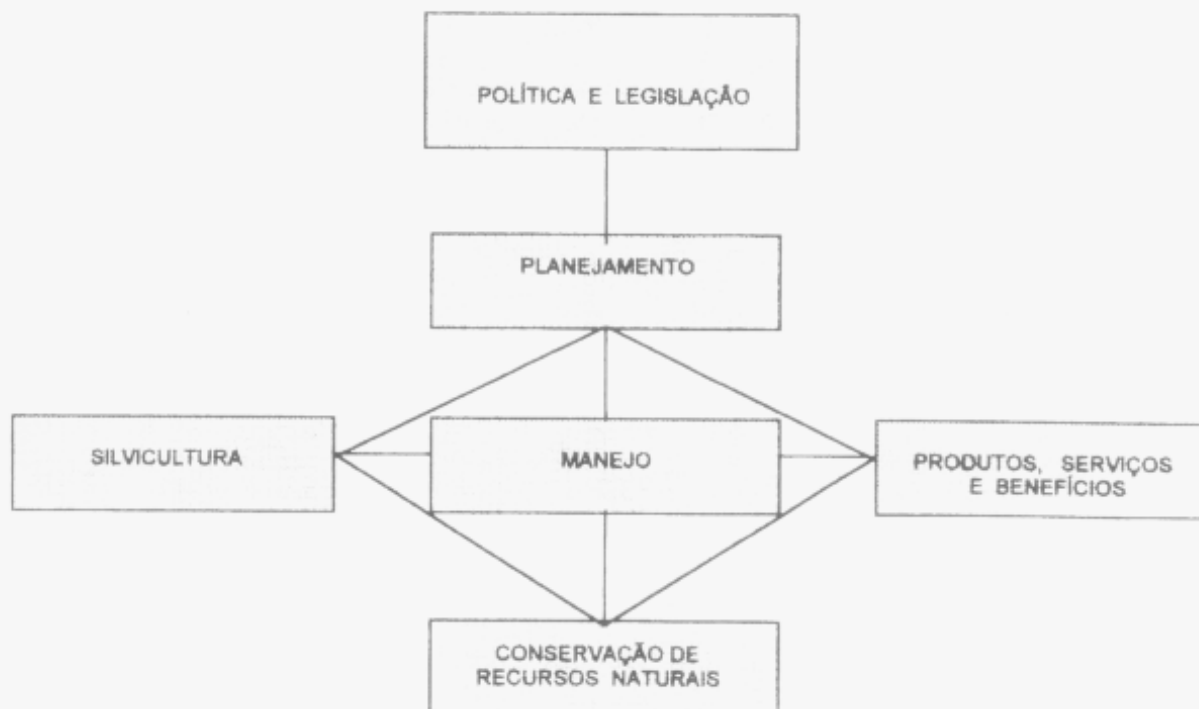 POLÍTICA E LEGISLAÇÃO
PLANEJAMENTO
SILVICULTURA
MANEJO
PRODUTOS, SERVIÇOS
E BENEFÍCIOS
CONSERVAÇÃO DE
RECURSOS NATURAIS